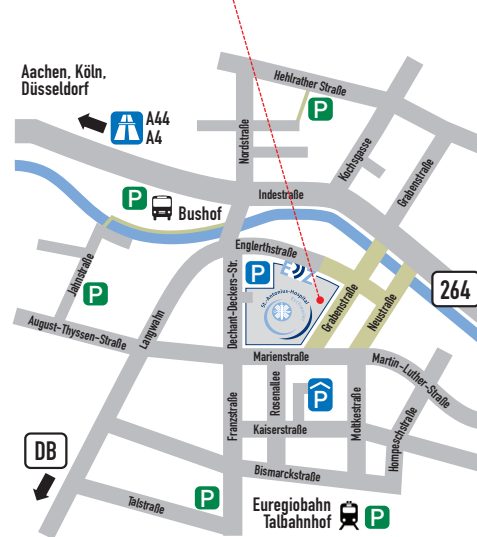 Hehlrather Straße
Aachen, Köln,
Düsseldorf
A44
A4
P
Nordstraße
Kochsgasse
Grabenstraße
Indestraße
P
Bushof
Englerthstraße
P
St.-Antonius-Hospital
264
Jahnstraße
P
Dechant-Deckers-Str.
Grabenstraße
Neustraße
Langwahn
August-Thyssen-Straße
Marienstraße
Martin-Luther-Straße
Rosenallee
P
Franzstraße
Moltkestraße
Kaiserstraße
Hompeschstraße
DB
Bismarckstraße
Talstraße
P
Euregiobahn
Talbahnhof
P